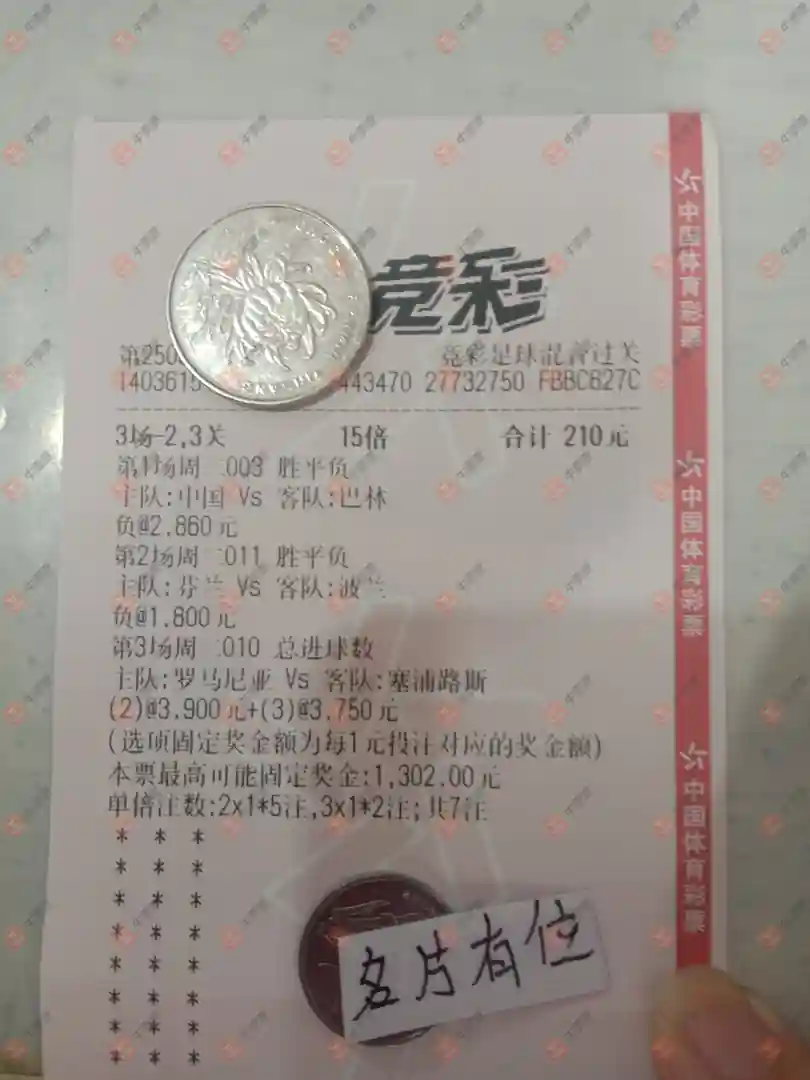 竞彩
第250 竞彩足球混合过关
1403615 443470 27732750 FBBC827C
3场-2,3关 15倍 合计 210元
第1场周二003 胜平负
主队:中国 Vs 客队:巴林
负@2.860元
第2场周二011 胜平负
主队:芬兰 Vs 客队:波兰
负@1.800元
第3场周二010 总进球数
主队:罗马尼亚 Vs 客队:塞浦路斯
(2)@3.900元+(3)@3.750元
(选项固定奖金额为每1元投注对应的奖金额)
本票最高可能固定奖金:1,302.00元
单倍注数:2x1*5注,3x1*2注;共7注
* * *
* * *
* * *
* * *
* * *
* * *
* * *
* * *
名片有位
中国体育彩票
中国体育彩票
中国体育彩票